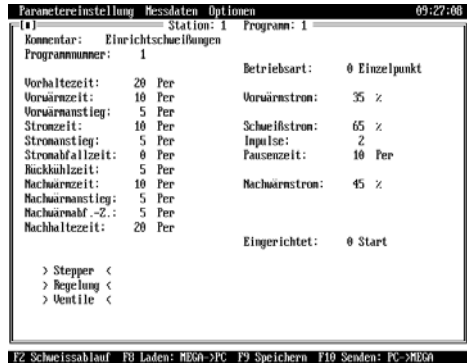 Parametereinstellung Messdaten Optionen 09:27:08
[■] Station: 1 Programm: 1
Kommentar: Einrichtschweißungen
Programmnummer: 1
Betriebsart: 0 Einzelpunkt
Vorhaltezeit: 20 Per
Vorwärmzeit: 10 Per Vorwärmstrom: 35 %
Vorwärmanstieg: 5 Per
Stromzeit: 10 Per Schweißstrom: 65 %
Stromanstieg: 5 Per Impulse: 2
Stromabfallzeit: 0 Per Pausenzeit: 10 Per
Rückkühlzeit: 5 Per
Nachwärmzeit: 10 Per Nachwärmstrom: 45 %
Nachwärmanstieg: 5 Per
Nachwärmabf.-Z.: 5 Per
Nachhaltezeit: 20 Per
Eingerichtet: 0 Start
> Stepper <
> Regelung <
> Ventile <
F2 Schweissablauf F8 Laden: MEGA->PC F9 Speichern F10 Senden: PC->MEGA